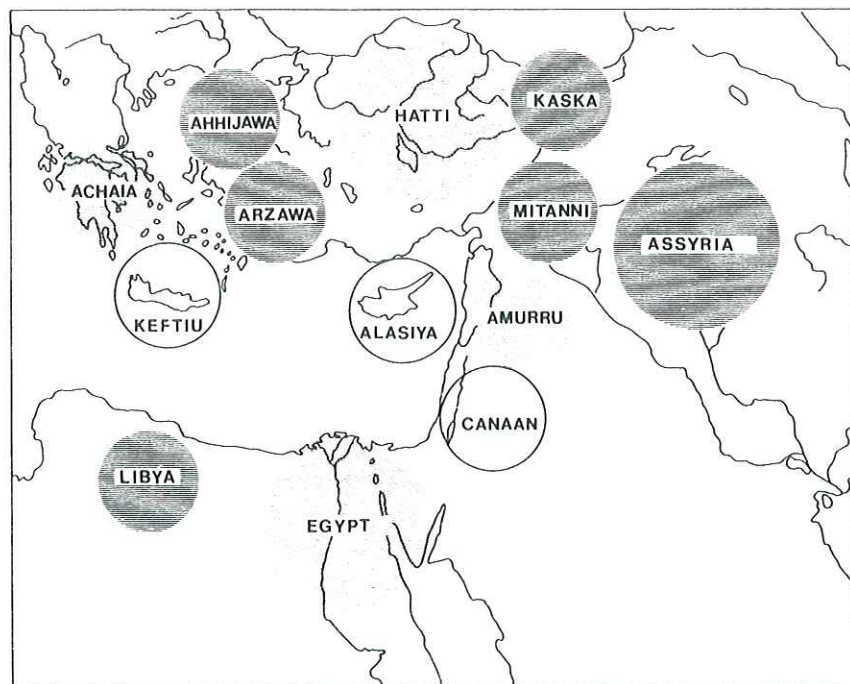 KASKA
HATTI
AHHIJAWA
ACHAIA
ARZAWA
MITANNI
ASSYRIA
KEFTIU
ALASIYA
AMURRU
CANAAN
LIBYA
EGYPT